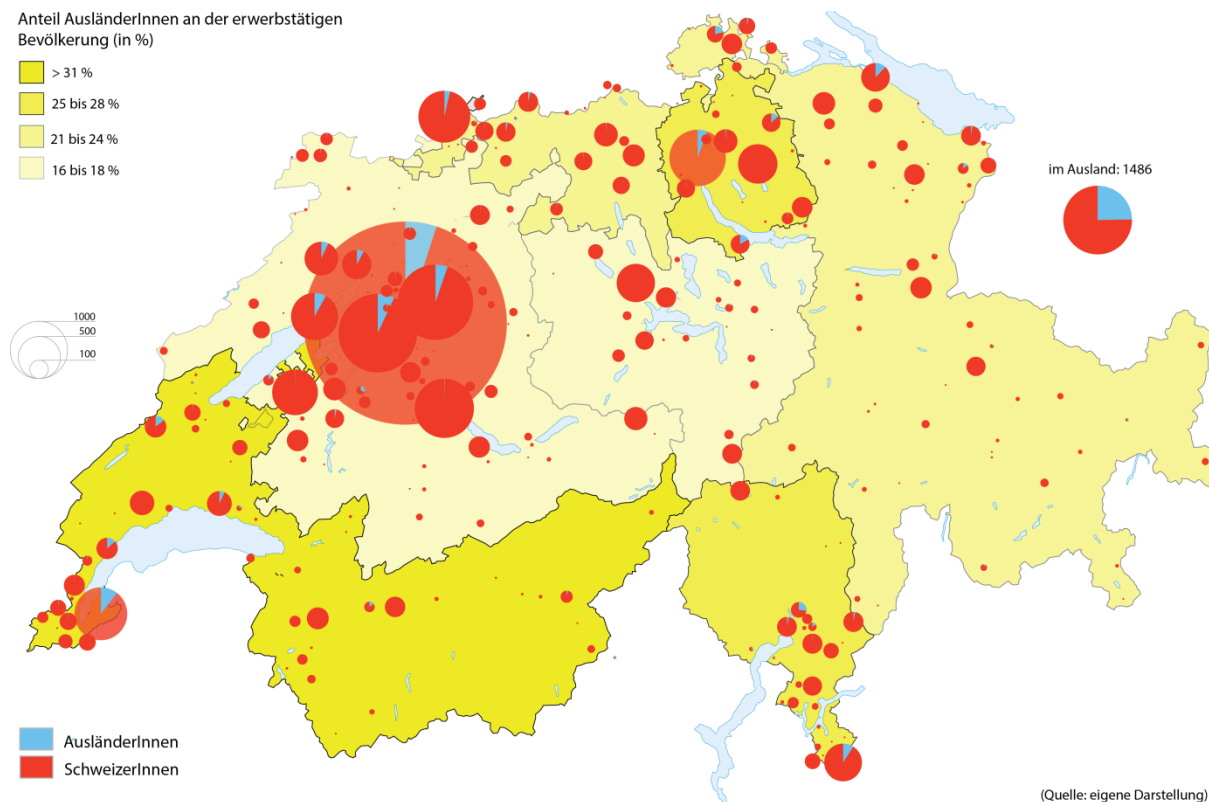 Anteil AusländerInnen an der erwerbstätigen
Bevölkerung (in %)
> 31 %
25 bis 28 %
21 bis 24 %
16 bis 18 %
im Ausland: 1486
1000
500
100
AusländerInnen
SchweizerInnen
(Quelle: eigene Darstellung)